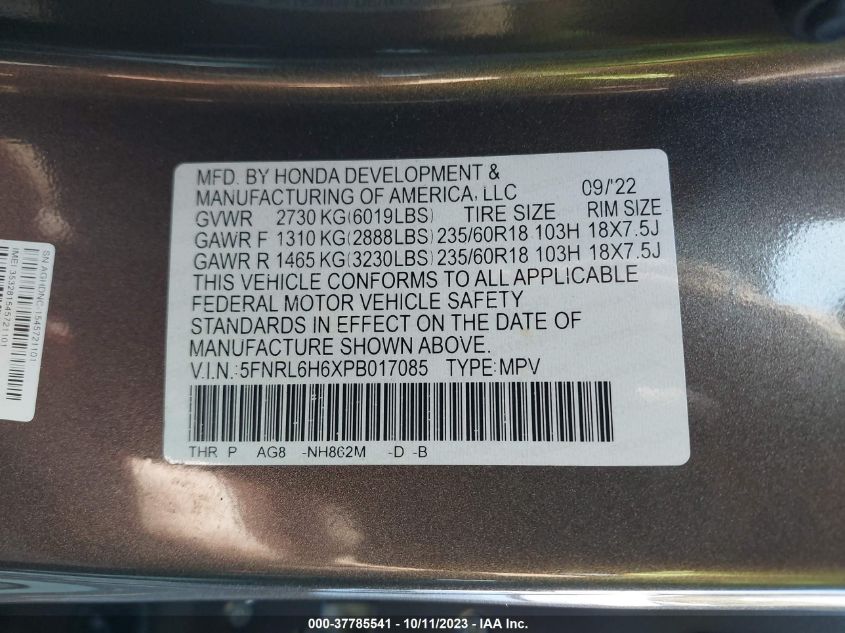 MFD. BY HONDA DEVELOPMENT &
MANUFACTURING OF AMERICA, LLC 09/'22
GVWR 2730 KG(6019LBS) TIRE SIZE RIM SIZE
GAWR F 1310 KG(2888LBS) 235/60R18 103H 18X7.5J
GAWR R 1465 KG(3230LBS) 235/60R18 103H 18X7.5J
THIS VEHICLE CONFORMS TO ALL APPLICABLE
FEDERAL MOTOR VEHICLE SAFETY
STANDARDS IN EFFECT ON THE DATE OF
MANUFACTURE SHOWN ABOVE.
V.I.N.:5FNRL6H6XPB017085 TYPE:MPV
THR P AG8 -NH862M -D -B
SN AGHDNC
IMEI
000-37785541 - 10/11/2023 - IAA Inc.